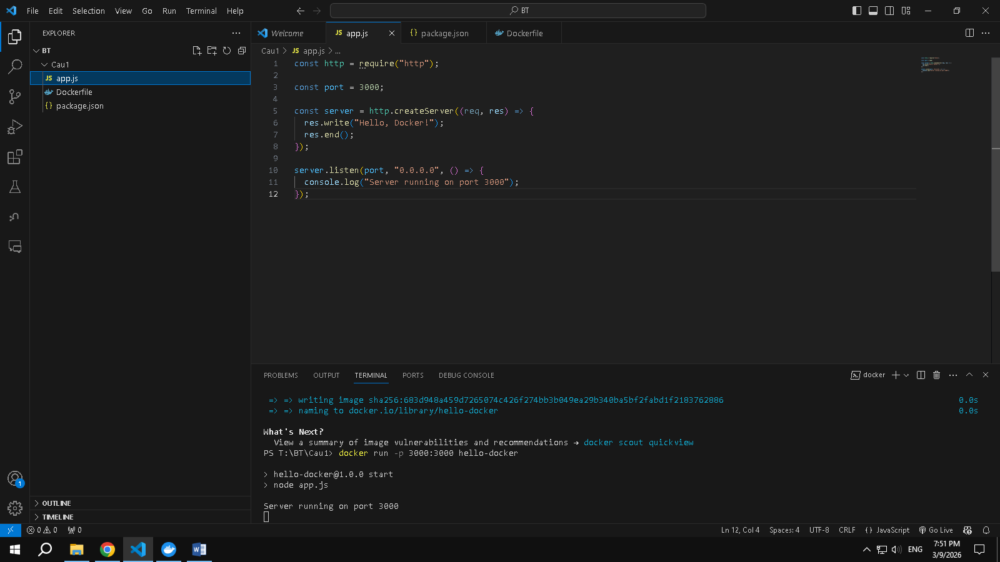 File Edit Selection View Go Run Terminal Help
BT
EXPLORER
BT
Cau1
JS app.js
Dockerfile
{} package.json
OUTLINE
TIMELINE
Welcome
JS app.js
{} package.json
Dockerfile
Cau1 > JS app.js > ...
1 const http = require("http");
2
3 const port = 3000;
4
5 const server = http.createServer((req, res) => {
6 res.write("Hello, Docker!");
7 res.end();
8 });
9
10 server.listen(port, "0.0.0.0", () => {
11 console.log("Server running on port 3000");
12 });
PROBLEMS OUTPUT TERMINAL PORTS DEBUG CONSOLE
docker
=> => writing image sha256:683d948a459d7265074c426f274bb3b049ea29b340ba5bf2fabd1f2183762886 0.0s
=> => naming to docker.io/library/hello-docker 0.0s
What's Next?
View a summary of image vulnerabilities and recommendations → docker scout quickview
PS T:\BT\Cau1> docker run -p 3000:3000 hello-docker
> hello-docker@1.0.0 start
> node app.js
Server running on port 3000
1
0 0 0
Ln 12, Col 4 Spaces: 4 UTF-8 CRLF {} JavaScript Go Live
ENG
7:51 PM
3/9/2026